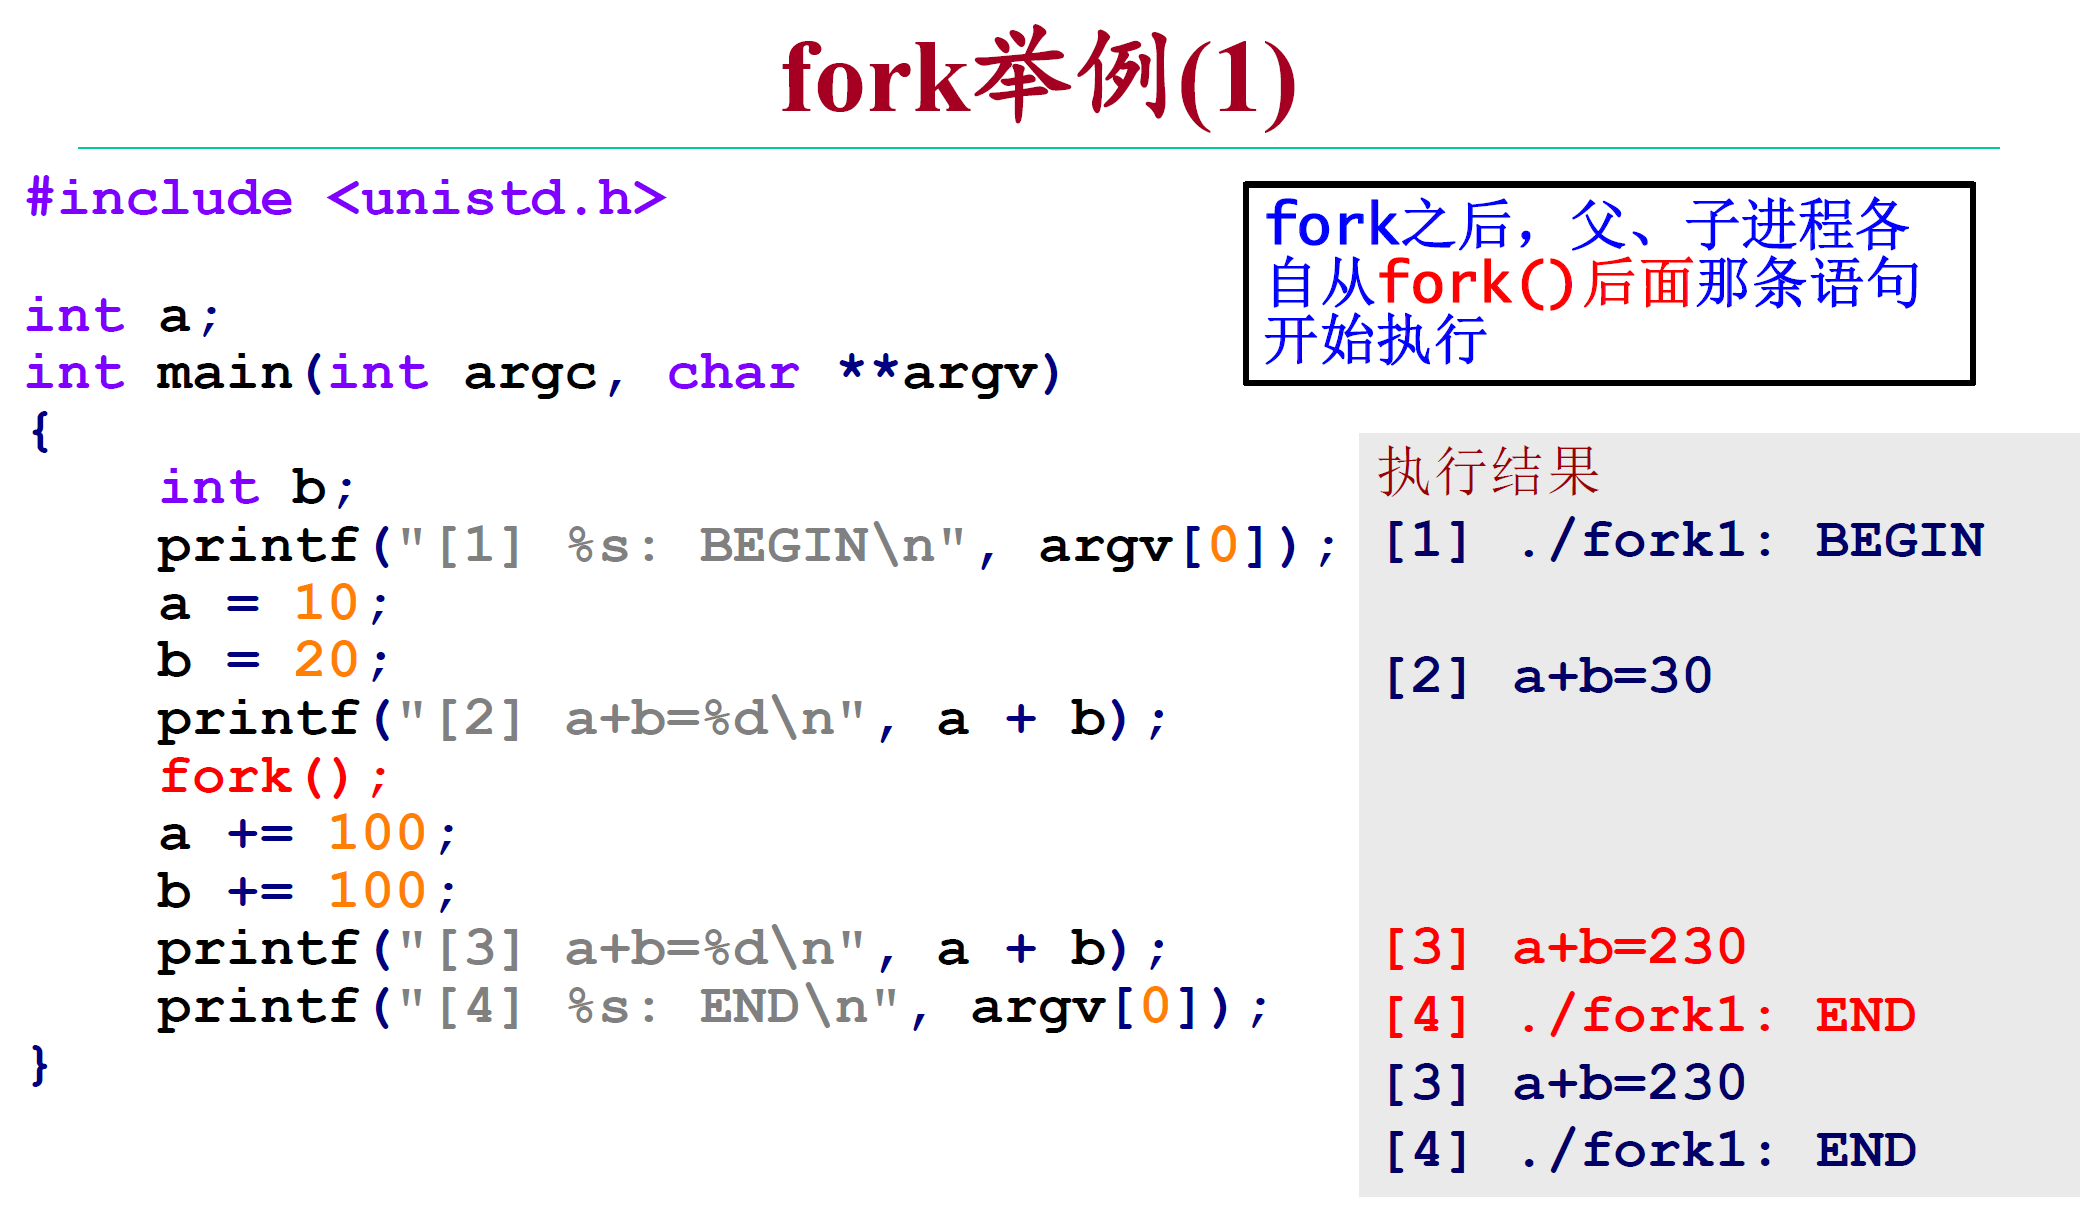 fork举例(1)
#include <unistd.h>
int a;
int main(int argc, char **argv)
{
    int b;
    printf("[1] %s: BEGIN\n", argv[0]);
    a = 10;
    b = 20;
    printf("[2] a+b=%d\n", a + b);
    fork();
    a += 100;
    b += 100;
    printf("[3] a+b=%d\n", a + b);
    printf("[4] %s: END\n", argv[0]);
}
fork之后，父、子进程各
自从fork()后面那条语句
开始执行
执行结果
[1] ./fork1: BEGIN
[2] a+b=30
[3] a+b=230
[4] ./fork1: END
[3] a+b=230
[4] ./fork1: END